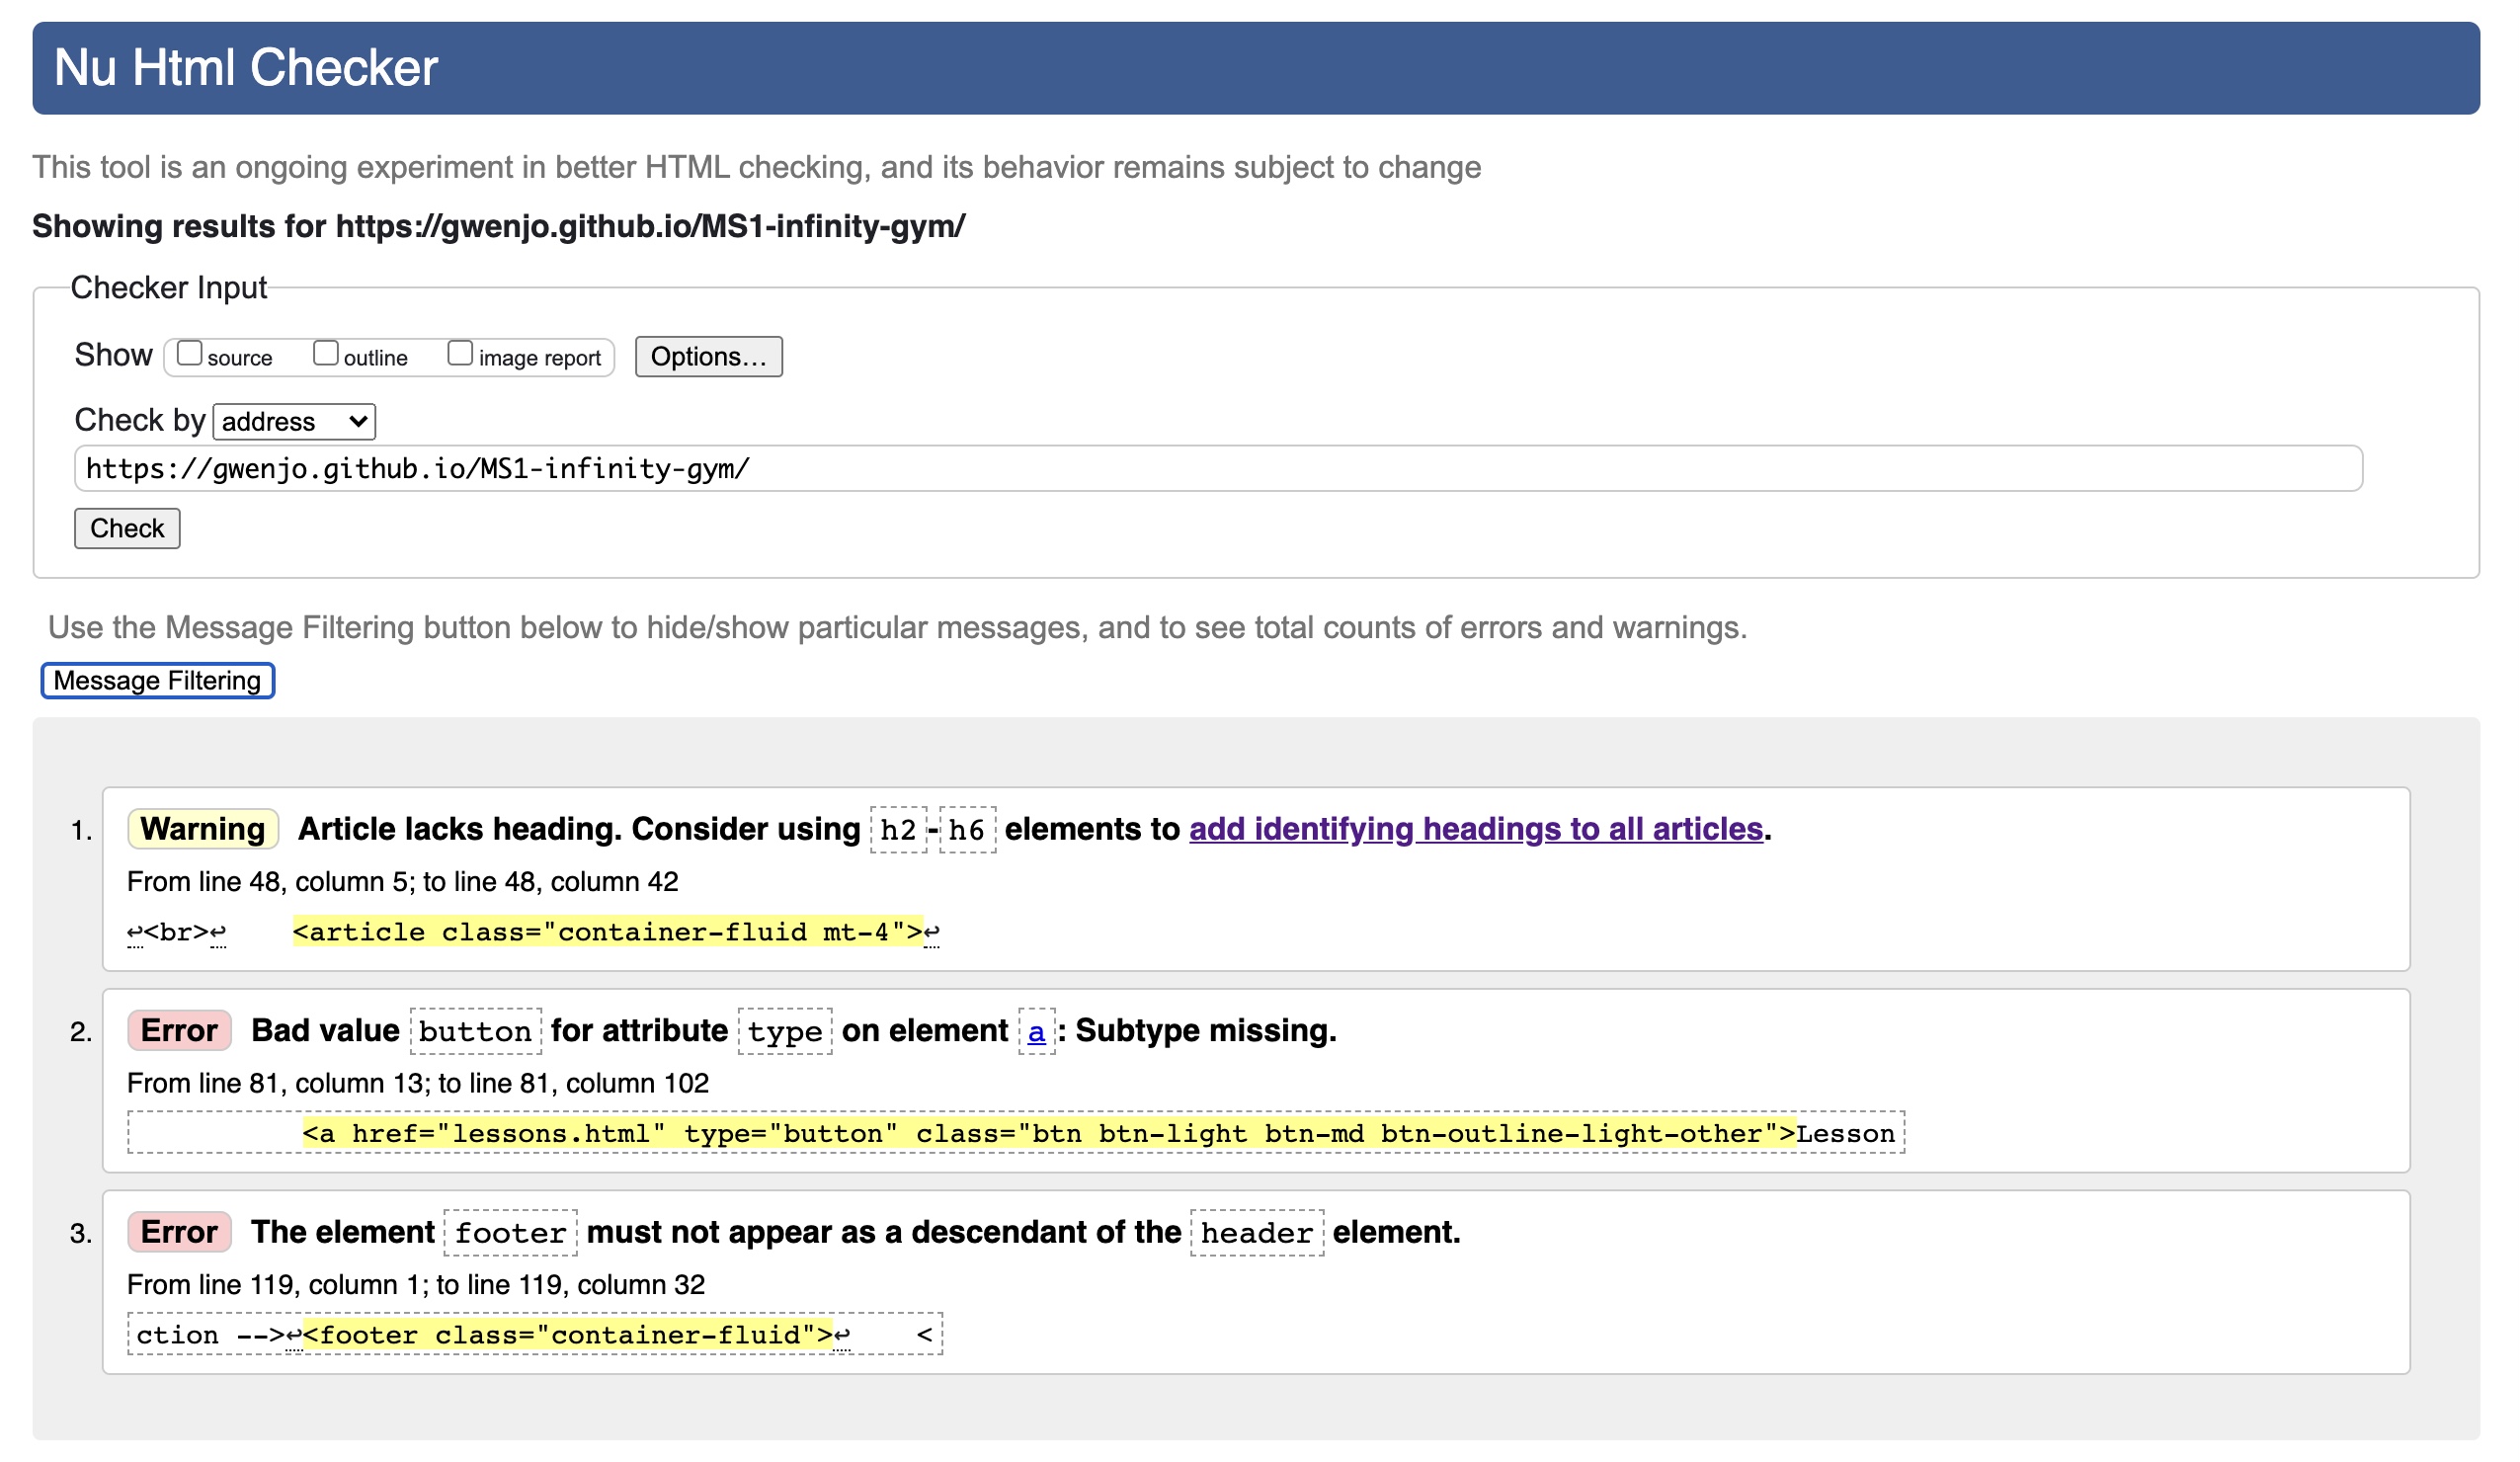 Nu Html Checker
This tool is an ongoing experiment in better HTML checking, and its behavior remains subject to change
Showing results for https://gwenjo.github.io/MS1-infinity-gym/
Checker Input
Show source outline image report Options...
Check by address
https://gwenjo.github.io/MS1-infinity-gym/
Check
Use the Message Filtering button below to hide/show particular messages, and to see total counts of errors and warnings.
Message Filtering
1. Warning Article lacks heading. Consider using h2-h6 elements to add identifying headings to all articles.
From line 48, column 5; to line 48, column 42
↩<br>↩    <article class="container-fluid mt-4">↩
2. Error Bad value button for attribute type on element a: Subtype missing.
From line 81, column 13; to line 81, column 102
<a href="lessons.html" type="button" class="btn btn-light btn-md btn-outline-light-other">Lesson
3. Error The element footer must not appear as a descendant of the header element.
From line 119, column 1; to line 119, column 32
ction -->↩<footer class="container-fluid">↩    <